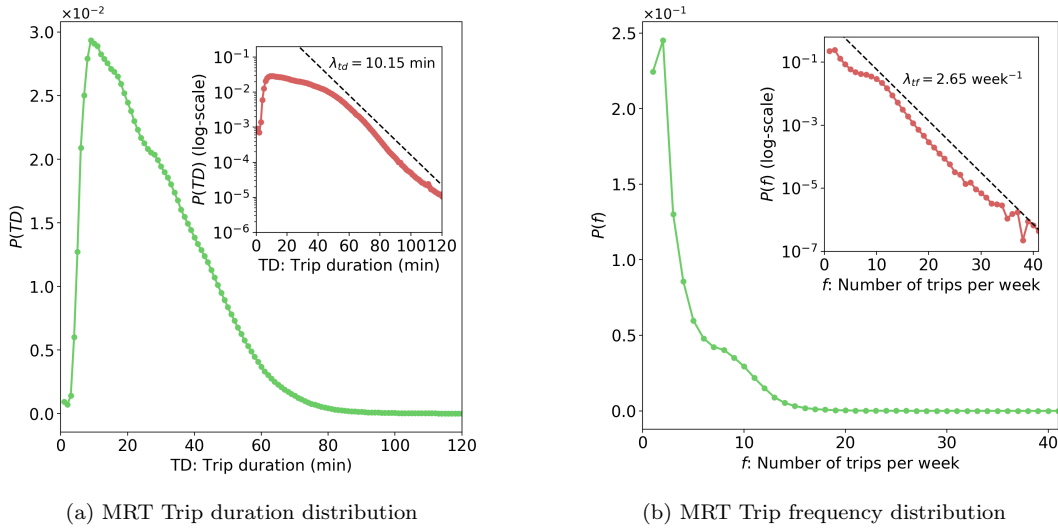 ×10⁻²
3.0
2.5
2.0
1.5
1.0
0.5
0.0
P(TD)
0 20 40 60 80 100 120
TD: Trip duration (min)
10⁻¹
10⁻²
10⁻³
10⁻⁴
10⁻⁵
10⁻⁶
P(TD) (log-scale)
λtd = 10.15 min
0 20 40 60 80 100 120
TD: Trip duration (min)
(a) MRT Trip duration distribution
×10⁻¹
2.5
2.0
1.5
1.0
0.5
0.0
P(f)
0 10 20 30 40
f: Number of trips per week
10⁻¹
10⁻³
10⁻⁵
10⁻⁷
P(f) (log-scale)
λtf = 2.65 week⁻¹
0 10 20 30 40
f: Number of trips per week
(b) MRT Trip frequency distribution